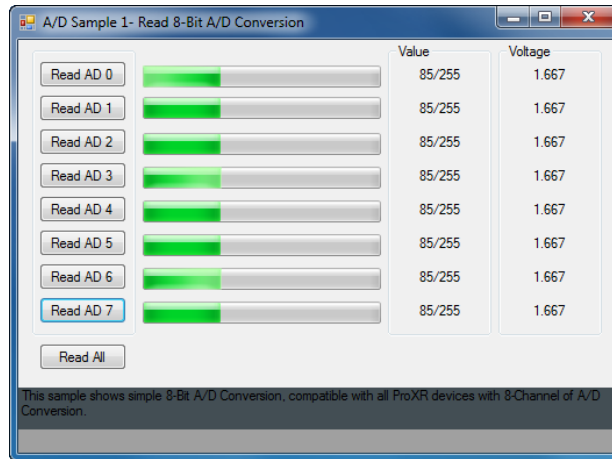 A/D Sample 1- Read 8-Bit A/D Conversion
Value Voltage
Read AD 0 85/255 1.667
Read AD 1 85/255 1.667
Read AD 2 85/255 1.667
Read AD 3 85/255 1.667
Read AD 4 85/255 1.667
Read AD 5 85/255 1.667
Read AD 6 85/255 1.667
Read AD 7 85/255 1.667
Read All
This sample shows simple 8-Bit A/D Conversion, compatible with all ProXR devices with 8-Channel of A/D
Conversion.